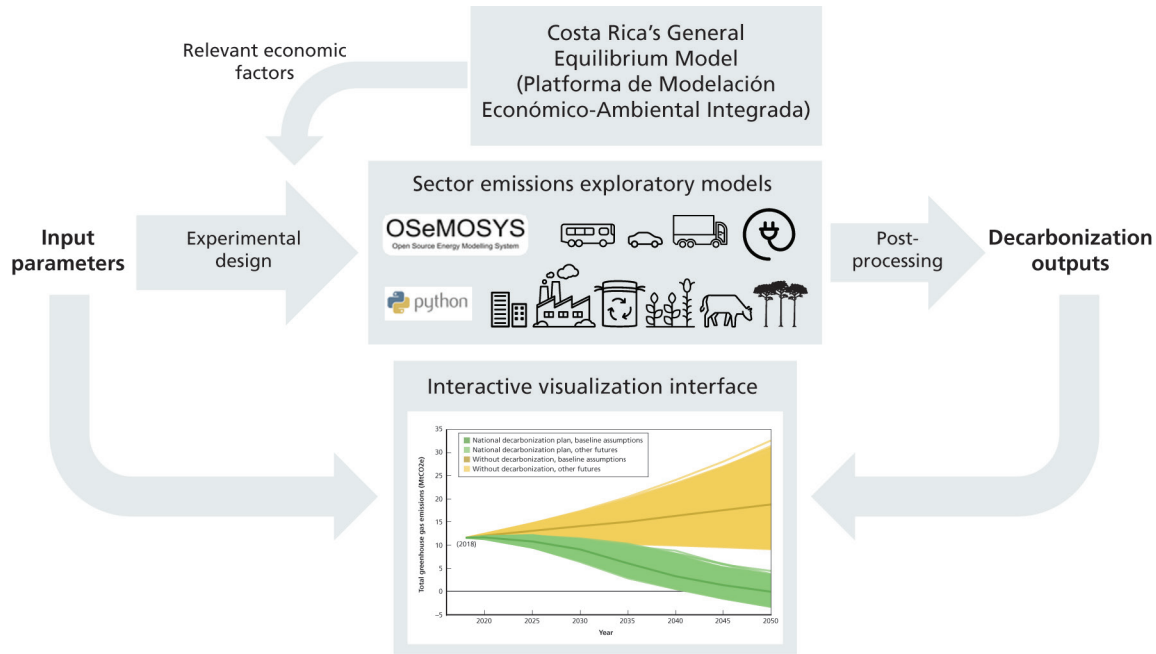 Costa Rica's General
Equilibrium Model
(Platforma de Modelación
Económico-Ambiental Integrada)
Relevant economic
factors
Sector emissions exploratory models
OSeMOSYS
Open Source Energy Modelling System
python
Input
parameters
Experimental
design
Post-
processing
Decarbonization
outputs
Interactive visualization interface
National decarbonization plan, baseline assumptions
National decarbonization plan, other futures
Without decarbonization, baseline assumptions
Without decarbonization, other futures
Total greenhouse gas emissions (MtCO2e)
35
30
25
20
15
10
5
0
–5
(2018)
2020 2025 2030 2035 2040 2045 2050
Year